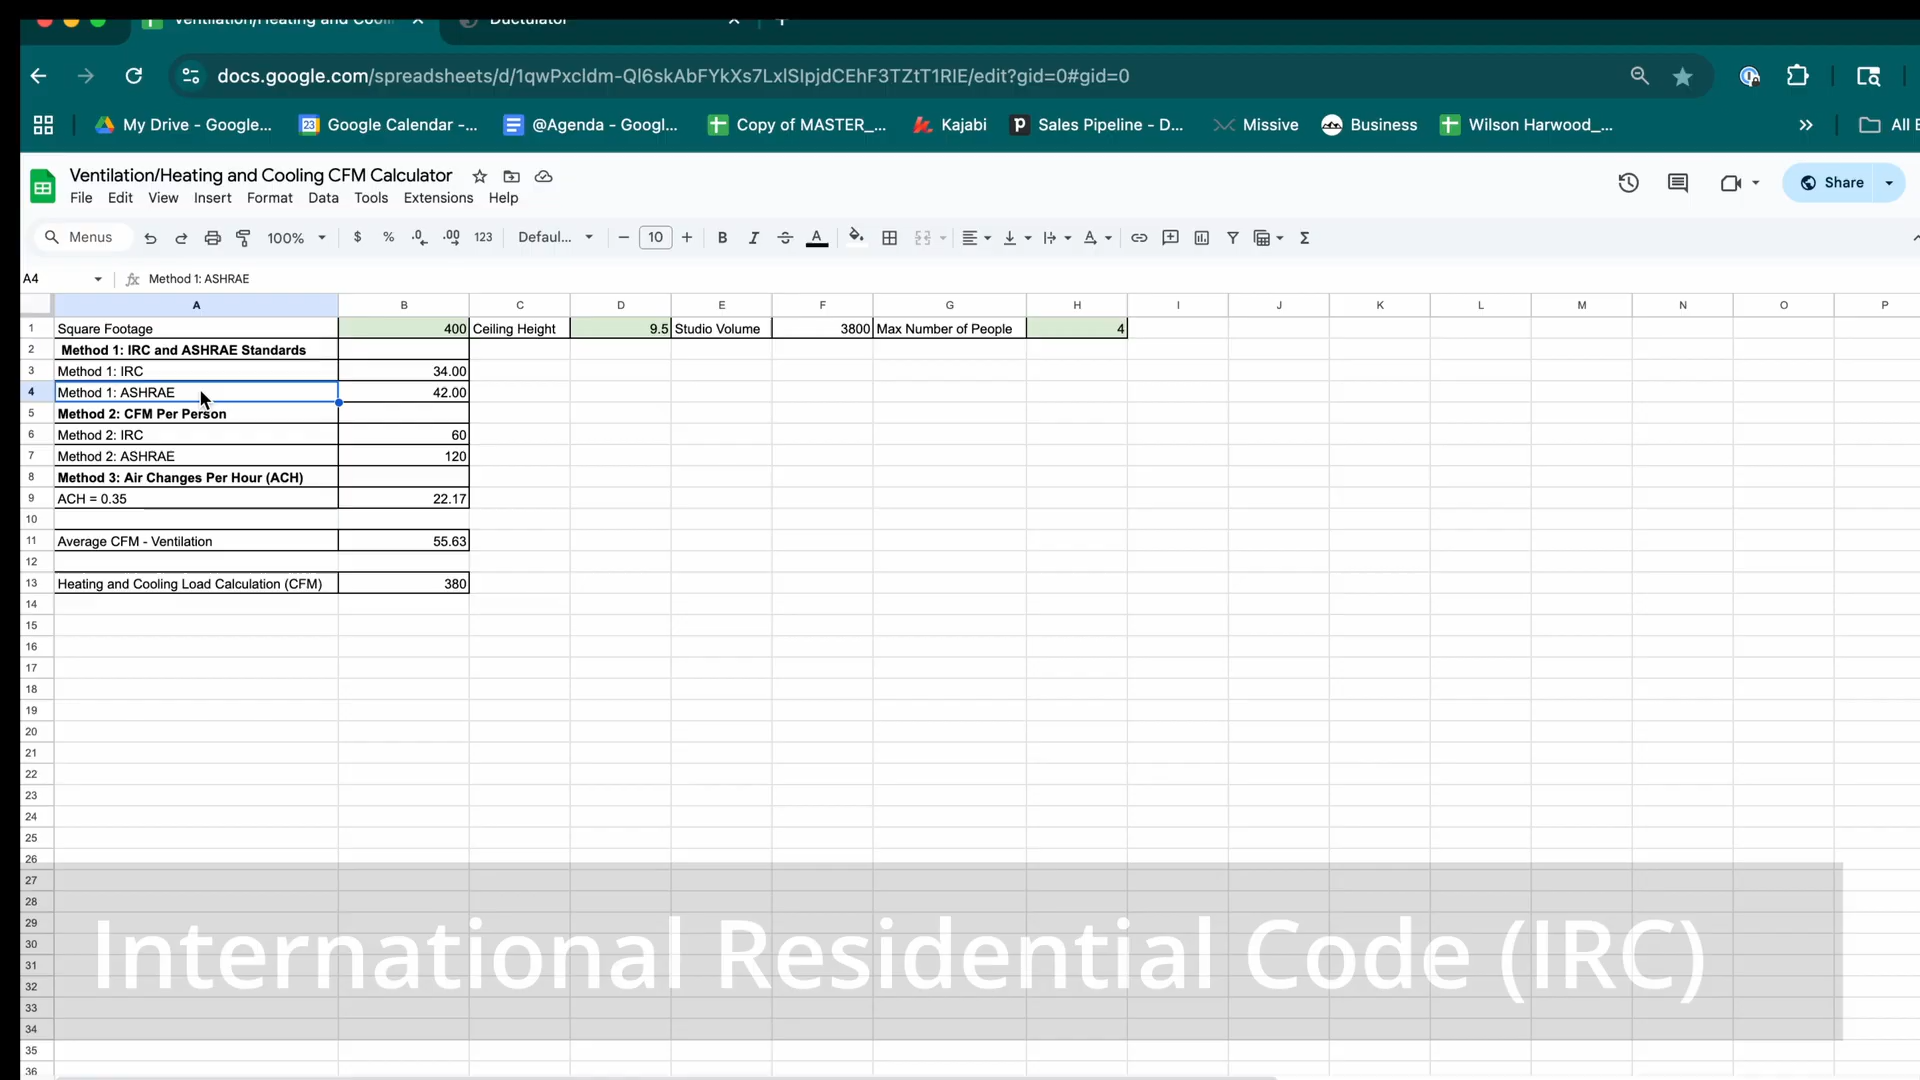 Ventilation/Heating and Cooli
Ductulator
docs.google.com/spreadsheets/d/1qwPxcIdm-Ql6skAbFYkXs7LxlSIpjdCEhF3TZtT1RIE/edit?gid=0#gid=0
My Drive - Google...
Google Calendar -...
@Agenda - Googl...
Copy of MASTER_...
Kajabi
Sales Pipeline - D...
Missive
Business
Wilson Harwood_...
All
Ventilation/Heating and Cooling CFM Calculator
File Edit View Insert Format Data Tools Extensions Help
Share
Menus 100% $ % .0 .00 123 Defaul... 10 B I S A
A4 fx Method 1: ASHRAE
A B C D E F G H I J K L M N O P
1 Square Footage 400 Ceiling Height 9.5 Studio Volume 3800 Max Number of People 4
2 Method 1: IRC and ASHRAE Standards
3 Method 1: IRC 34.00
4 Method 1: ASHRAE 42.00
5 Method 2: CFM Per Person
6 Method 2: IRC 60
7 Method 2: ASHRAE 120
8 Method 3: Air Changes Per Hour (ACH)
9 ACH = 0.35 22.17
10
11 Average CFM - Ventilation 55.63
12
13 Heating and Cooling Load Calculation (CFM) 380
14
15
16
17
18
19
20
21
22
23
24
25
26
27
28
29
30
31
32
33
34
35
36
International Residential Code (IRC)